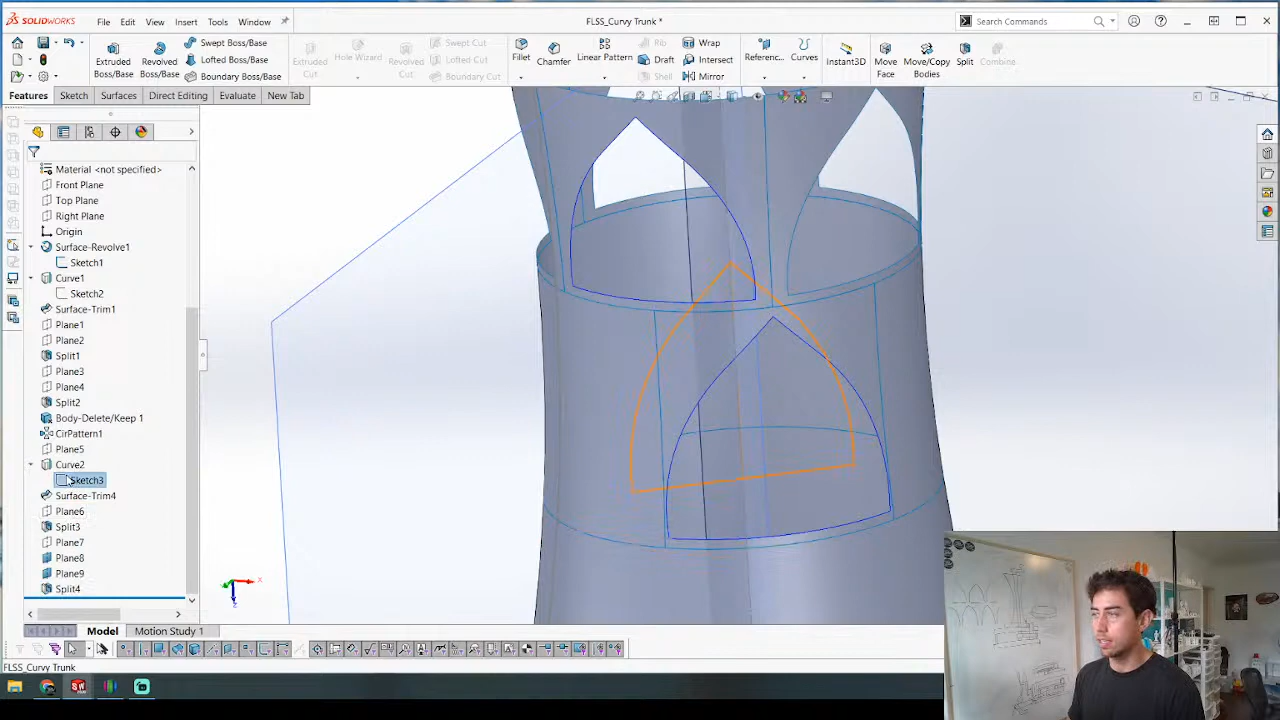 SOLIDWORKS File Edit View Insert Tools Window FLSS_Curvy Trunk * Search Commands
Extruded Boss/Base
Revolved Boss/Base
Swept Boss/Base
Lofted Boss/Base
Boundary Boss/Base
Extruded Cut
Hole Wizard
Revolved Cut
Swept Cut
Lofted Cut
Boundary Cut
Fillet
Chamfer
Linear Pattern
Rib
Draft
Shell
Wrap
Intersect
Mirror
Referenc...
Curves
Instant3D
Move Face
Move/Copy Bodies
Split
Combine
Features Sketch Surfaces Direct Editing Evaluate New Tab
Material <not specified>
Front Plane
Top Plane
Right Plane
Origin
Surface-Revolve1
Sketch1
Curve1
Sketch2
Surface-Trim1
Plane1
Plane2
Split1
Plane3
Plane4
Split2
Body-Delete/Keep 1
CirPattern1
Plane5
Curve2
Sketch3
Surface-Trim4
Plane6
Split3
Plane7
Plane8
Plane9
Split4
Model Motion Study 1
FLSS_Curvy Trunk